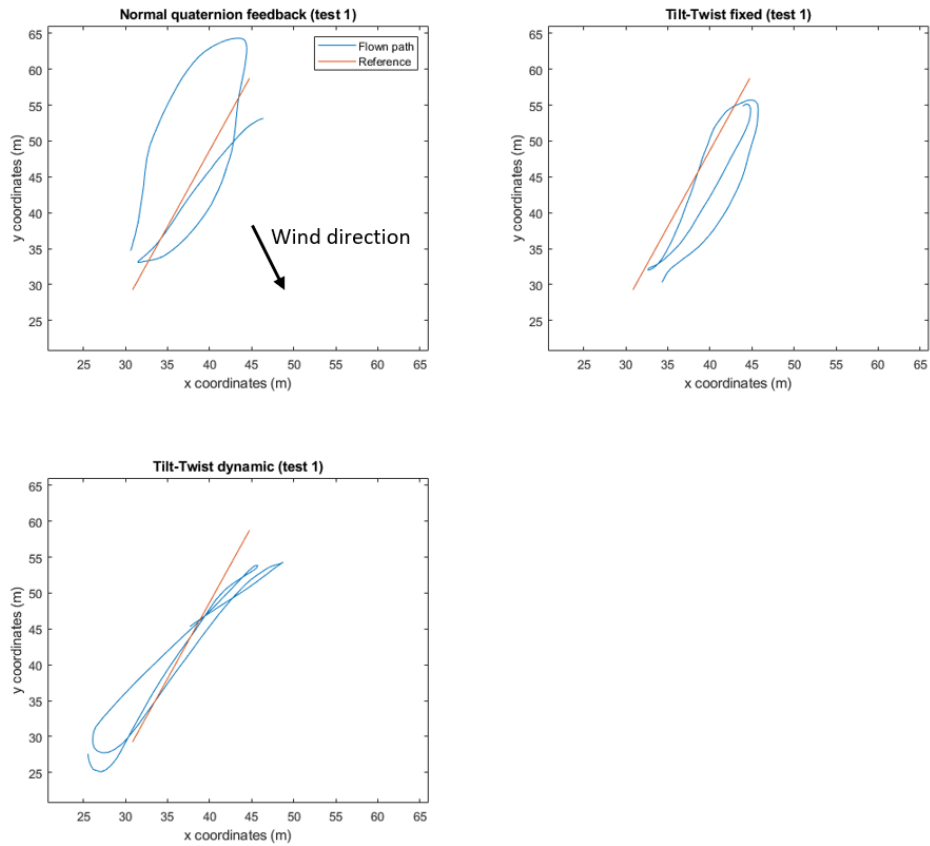 Normal quaternion feedback (test 1)
65
60
55
50
45
40
35
30
25
y coordinates (m)
Flown path
Reference
Wind direction
25 30 35 40 45 50 55 60 65
x coordinates (m)
Tilt-Twist fixed (test 1)
65
60
55
50
45
40
35
30
25
y coordinates (m)
25 30 35 40 45 50 55 60 65
x coordinates (m)
Tilt-Twist dynamic (test 1)
65
60
55
50
45
40
35
30
25
y coordinates (m)
25 30 35 40 45 50 55 60 65
x coordinates (m)